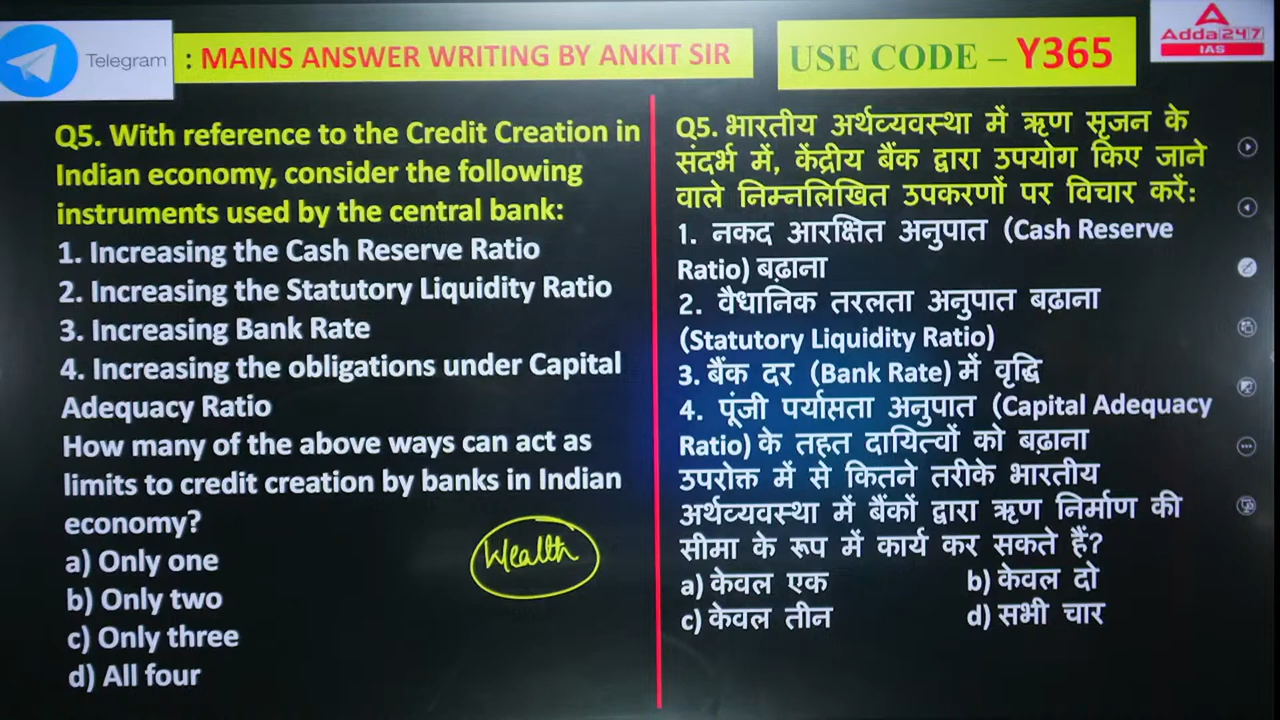 Telegram
: MAINS ANSWER WRITING BY ANKIT SIR
USE CODE – Y365
Adda247
IAS
Q5. With reference to the Credit Creation in
Indian economy, consider the following
instruments used by the central bank:
1. Increasing the Cash Reserve Ratio
2. Increasing the Statutory Liquidity Ratio
3. Increasing Bank Rate
4. Increasing the obligations under Capital
Adequacy Ratio
How many of the above ways can act as
limits to credit creation by banks in Indian
economy?
a) Only one
b) Only two
c) Only three
d) All four
Wealth
Q5. भारतीय अर्थव्यवस्था में ऋण सृजन के
संदर्भ में, केंद्रीय बैंक द्वारा उपयोग किए जाने
वाले निम्नलिखित उपकरणों पर विचार करें:
1. नकद आरक्षित अनुपात (Cash Reserve
Ratio) बढ़ाना
2. वैधानिक तरलता अनुपात बढ़ाना
(Statutory Liquidity Ratio)
3. बैंक दर (Bank Rate) में वृद्धि
4. पूंजी पर्याप्तता अनुपात (Capital Adequacy
Ratio) के तहत दायित्वों को बढ़ाना
उपरोक्त में से कितने तरीके भारतीय
अर्थव्यवस्था में बैंकों द्वारा ऋण निर्माण की
सीमा के रूप में कार्य कर सकते हैं?
a) केवल एक b) केवल दो
c) केवल तीन d) सभी चार